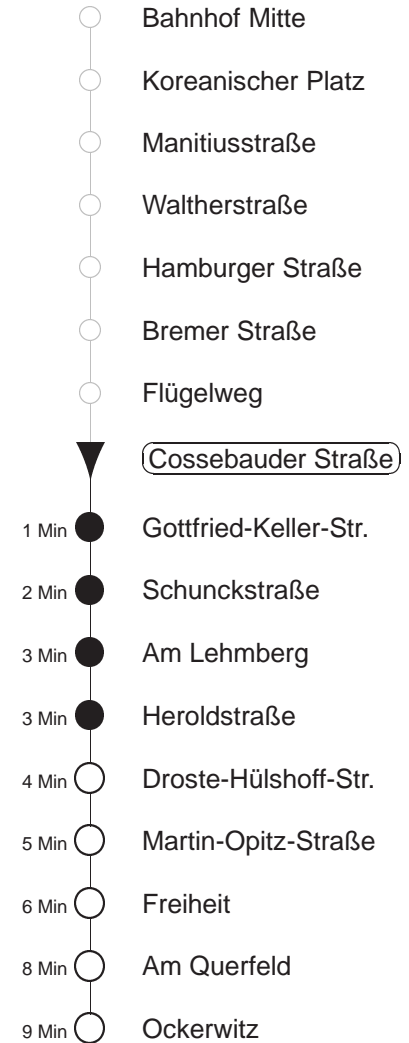 Bahnhof Mitte
Koreanischer Platz
Manitiusstraße
Waltherstraße
Hamburger Straße
Bremer Straße
Flügelweg
Cossebauder Straße
1 Min Gottfried-Keller-Str.
2 Min Schunckstraße
3 Min Am Lehmberg
3 Min Heroldstraße
4 Min Droste-Hülshoff-Str.
5 Min Martin-Opitz-Straße
6 Min Freiheit
8 Min Am Querfeld
9 Min Ockerwitz